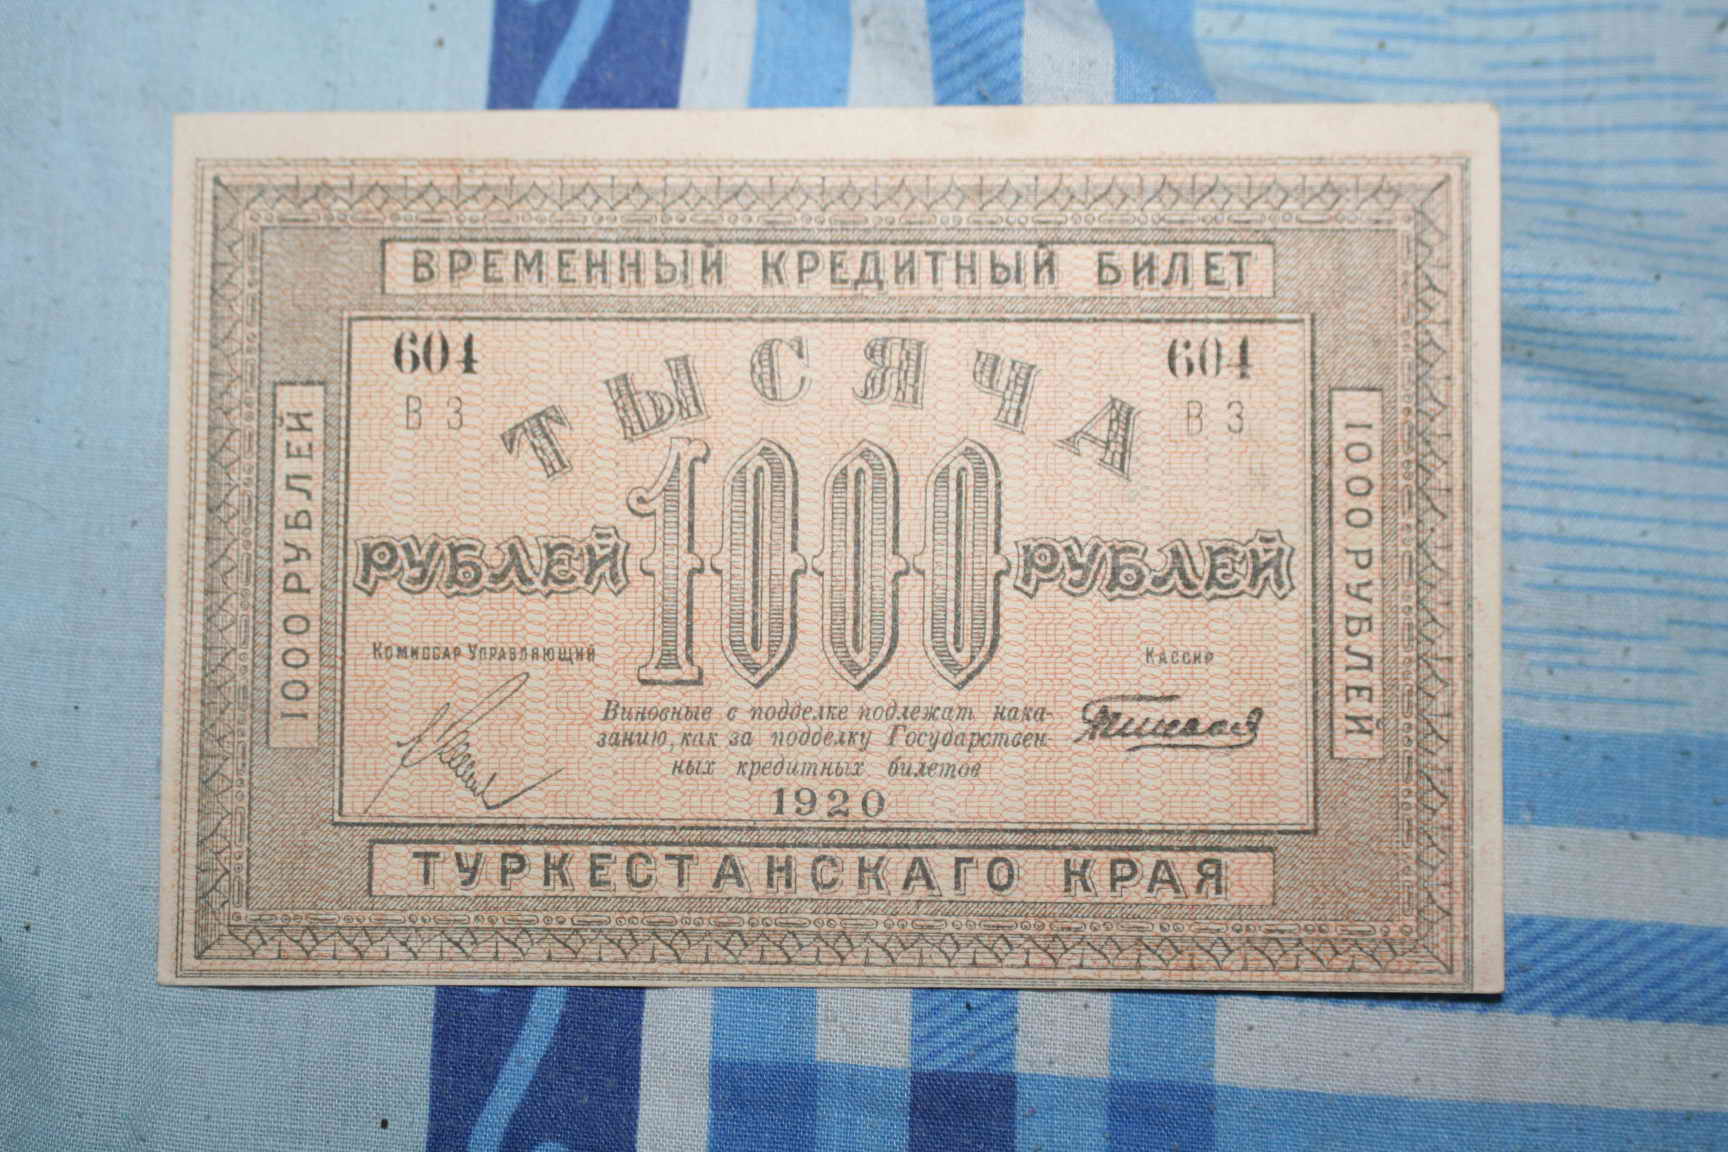 ВРЕМЕННЫЙ КРЕДИТНЫЙ БИЛЕТ
604 604
ВЗ ВЗ
ТЫСЯЧА
1000 РУБЛЕЙ
РУБЛЕЙ 1000 РУБЛЕЙ
1000 РУБЛЕЙ
КОМИССАР УПРАВЛЯЮЩИЙ
КАССИР
Виновные в подделке подлежат нака-
занию, как за подделку Государствен-
ных кредитных билетов
1920
ТУРКЕСТАНСКАГО КРАЯ